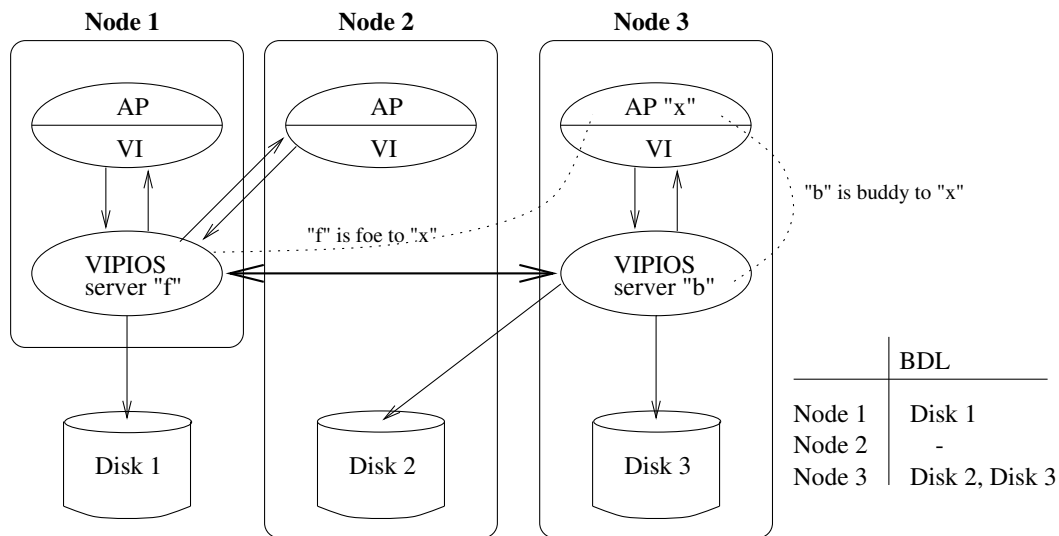 Node 1
Node 2
Node 3
AP
VI
AP
VI
AP "x"
VI
"b" is buddy to "x"
"f" is foe to "x"
VIPIOS
server "f"
VIPIOS
server "b"
Disk 1
Disk 2
Disk 3
BDL
Node 1 Disk 1
Node 2 -
Node 3 Disk 2, Disk 3